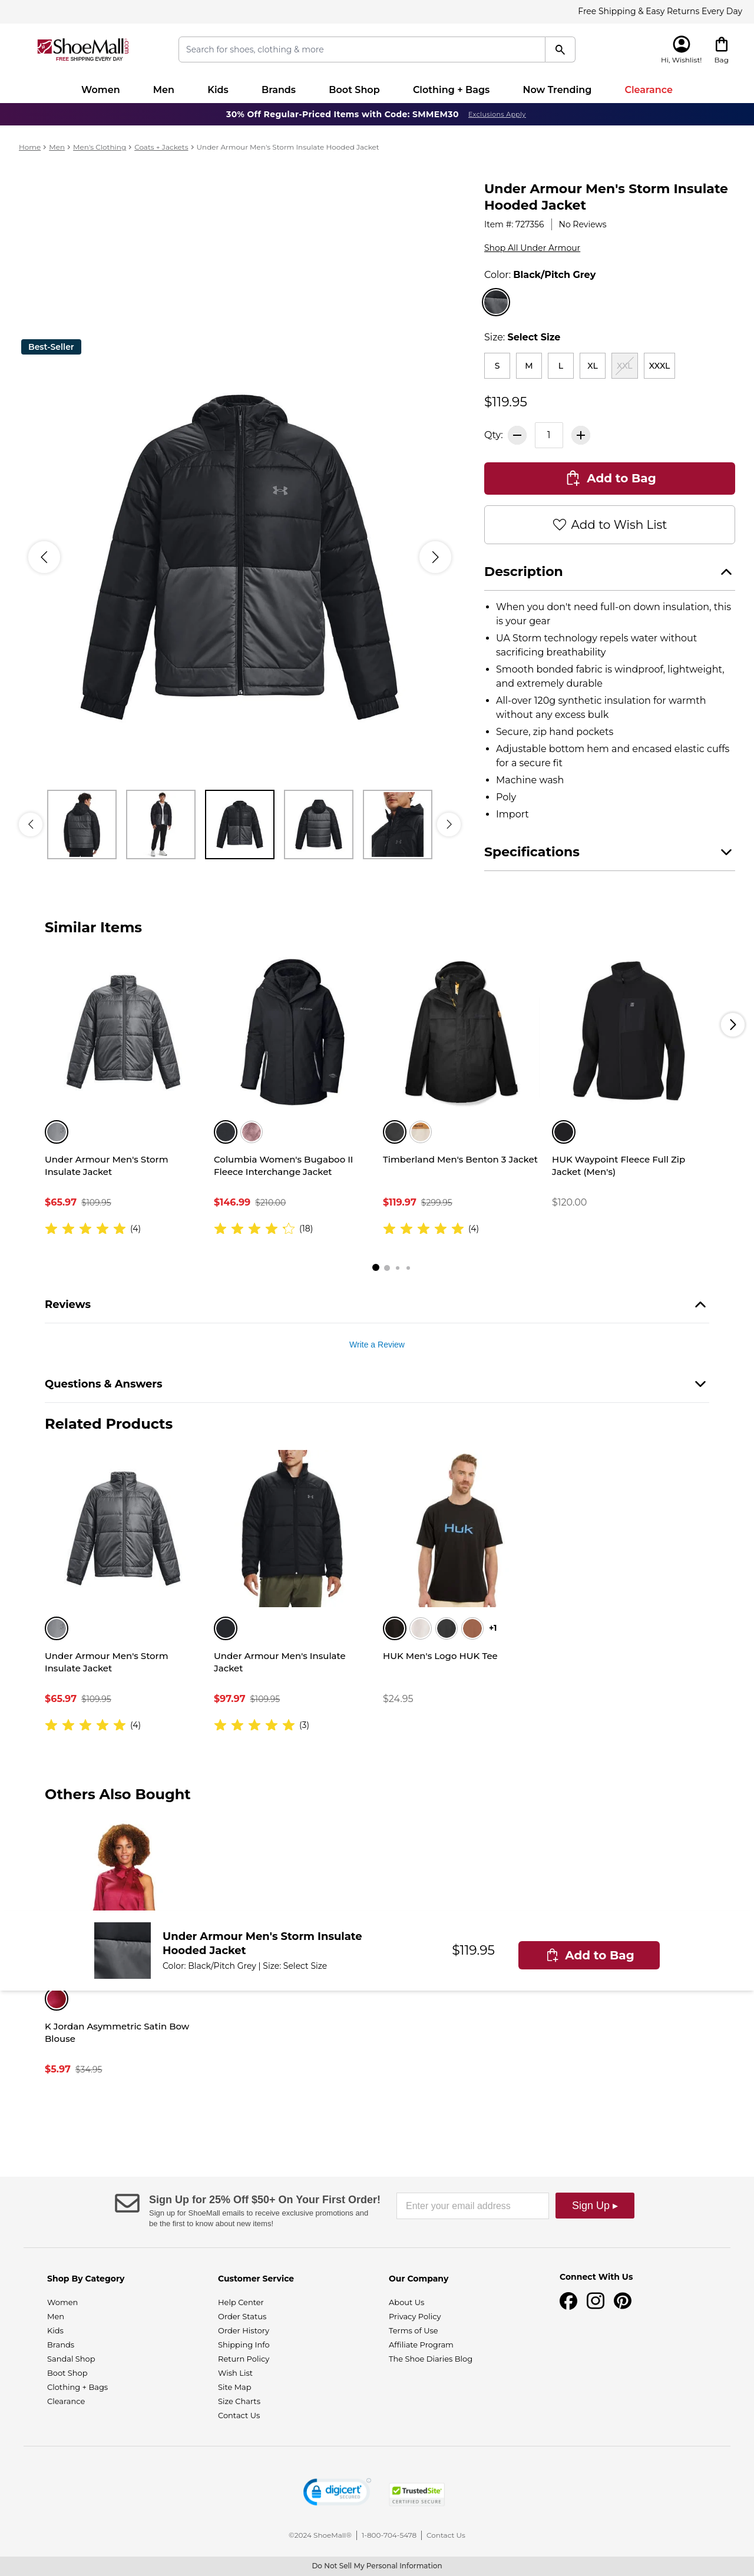 Free Shipping & Easy Returns Every Day
ShoeMall.com
FREE SHIPPING EVERY DAY
Search for shoes, clothing & more
Hi, Wishlist!
Bag
Women
Men
Kids
Brands
Boot Shop
Clothing + Bags
Now Trending
Clearance
30% Off Regular-Priced Items with Code: SMMEM30 Exclusions Apply
Home > Men > Men's Clothing > Coats + Jackets > Under Armour Men's Storm Insulate Hooded Jacket
Best-Seller
Under Armour Men's Storm Insulate
Hooded Jacket
Item #: 727356 | No Reviews
Shop All Under Armour
Color: Black/Pitch Grey
Size: Select Size
S M L XL XXL XXXL
$119.95
Qty: 1
Add to Bag
Add to Wish List
Description
• When you don't need full-on down insulation, this
is your gear
• UA Storm technology repels water without
sacrificing breathability
• Smooth bonded fabric is windproof, lightweight,
and extremely durable
• All-over 120g synthetic insulation for warmth
without any excess bulk
• Secure, zip hand pockets
• Adjustable bottom hem and encased elastic cuffs
for a secure fit
• Machine wash
• Poly
• Import
Specifications
Similar Items
Under Armour Men's Storm
Insulate Jacket
$65.97 $109.95
(4)
Columbia Women's Bugaboo II
Fleece Interchange Jacket
$146.99 $210.00
(18)
Timberland Men's Benton 3 Jacket
$119.97 $299.95
(4)
HUK Waypoint Fleece Full Zip
Jacket (Men's)
$120.00
Reviews
Write a Review
Questions & Answers
Related Products
Under Armour Men's Storm
Insulate Jacket
$65.97 $109.95
(4)
Under Armour Men's Insulate
Jacket
$97.97 $109.95
(3)
Huk
+1
HUK Men's Logo HUK Tee
$24.95
Others Also Bought
Under Armour Men's Storm Insulate
Hooded Jacket
Color: Black/Pitch Grey | Size: Select Size
$119.95
Add to Bag
K Jordan Asymmetric Satin Bow
Blouse
$5.97 $34.95
Sign Up for 25% Off $50+ On Your First Order!
Sign up for ShoeMall emails to receive exclusive promotions and
be the first to know about new items!
Enter your email address
Sign Up ▸
Shop By Category
Women
Men
Kids
Brands
Sandal Shop
Boot Shop
Clothing + Bags
Clearance
Customer Service
Help Center
Order Status
Order History
Shipping Info
Return Policy
Wish List
Site Map
Size Charts
Contact Us
Our Company
About Us
Privacy Policy
Terms of Use
Affiliate Program
The Shoe Diaries Blog
Connect With Us
digicert
SECURED
TrustedSite
CERTIFIED SECURE
©2024 ShoeMall® | 1-800-704-5478 | Contact Us
Do Not Sell My Personal Information